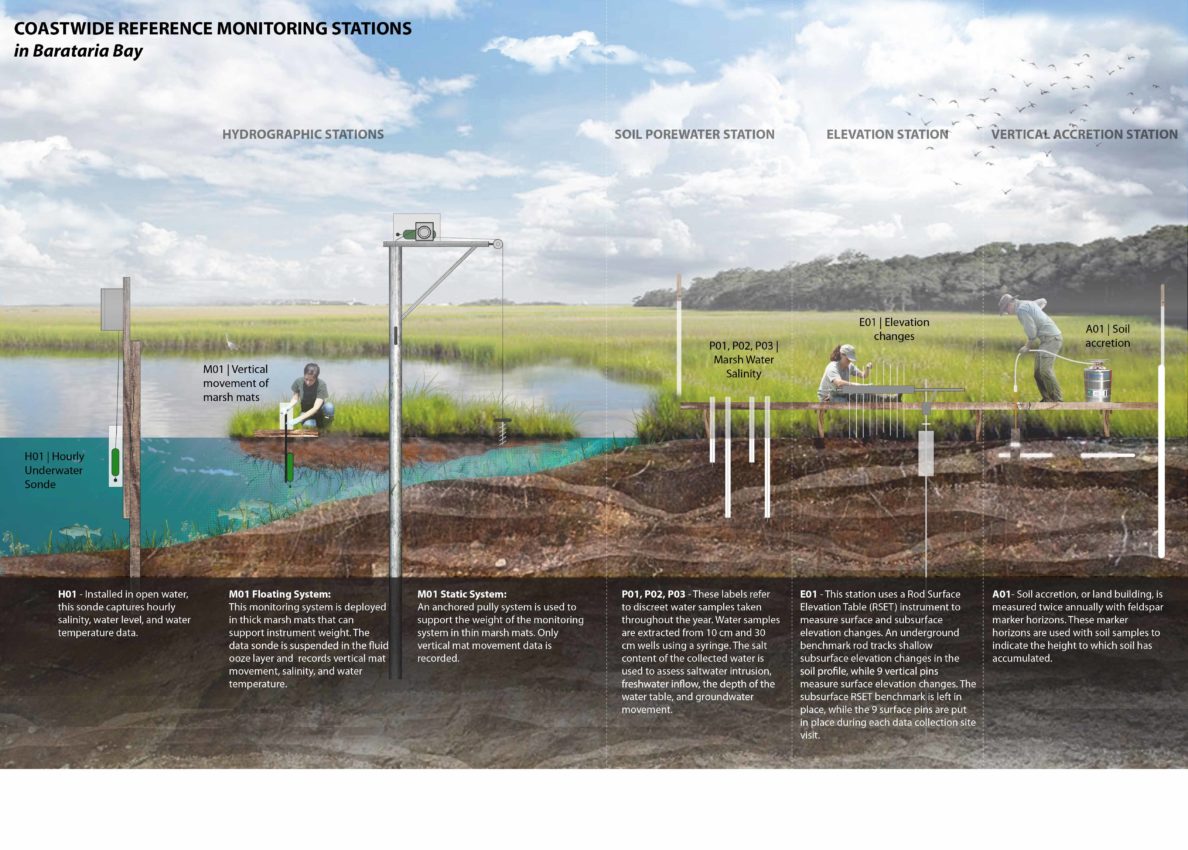 COASTWIDE REFERENCE MONITORING STATIONS
in Barataria Bay
HYDROGRAPHIC STATIONS
SOIL POREWATER STATION
ELEVATION STATION
VERTICAL ACCRETION STATION
H01 | Hourly
Underwater
Sonde
M01 | Vertical
movement of
marsh mats
P01, P02, P03 |
Marsh Water
Salinity
E01 | Elevation
changes
A01 | Soil
accretion
H01 - Installed in open water,
this sonde captures hourly
salinity, water level, and water
temperature data.
M01 Floating System:
This monitoring system is deployed
in thick marsh mats that can
support instrument weight. The
data sonde is suspended in the fluid
ooze layer and records vertical mat
movement, salinity, and water
temperature.
M01 Static System:
An anchored pully system is used to
support the weight of the monitoring
system in thin marsh mats. Only
vertical mat movement data is
recorded.
P01, P02, P03 - These labels refer
to discreet water samples taken
throughout the year. Water samples
are extracted from 10 cm and 30
cm wells using a syringe. The salt
content of the collected water is
used to assess saltwater intrusion,
freshwater inflow, the depth of the
water table, and groundwater
movement.
E01 - This station uses a Rod Surface
Elevation Table (RSET) instrument to
measure surface and subsurface
elevation changes. An underground
benchmark rod tracks shallow
subsurface elevation changes in the
soil profile, while 9 vertical pins
measure surface elevation changes. The
subsurface RSET benchmark is left in
place, while the 9 surface pins are put
in place during each data collection site
visit.
A01- Soil accretion, or land building, is
measured twice annually with feldspar
marker horizons. These marker
horizons are used with soil samples to
indicate the height to which soil has
accumulated.